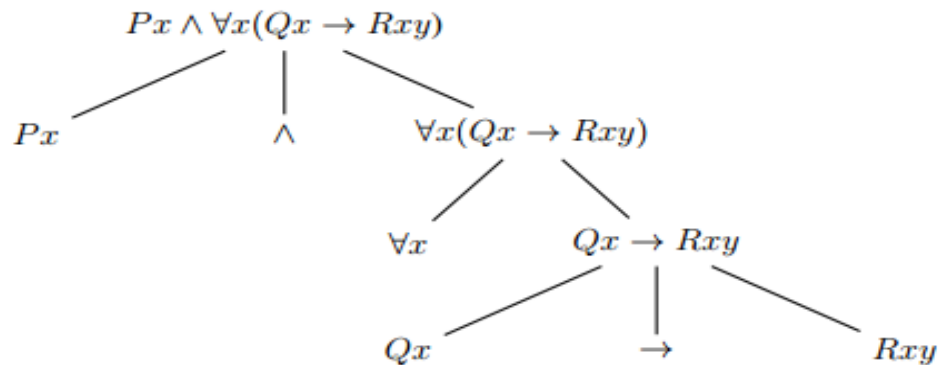 Px ∧ ∀x(Qx → Rxy)
Px ∧ ∀x(Qx → Rxy)
∀x Qx → Rxy
Qx → Rxy